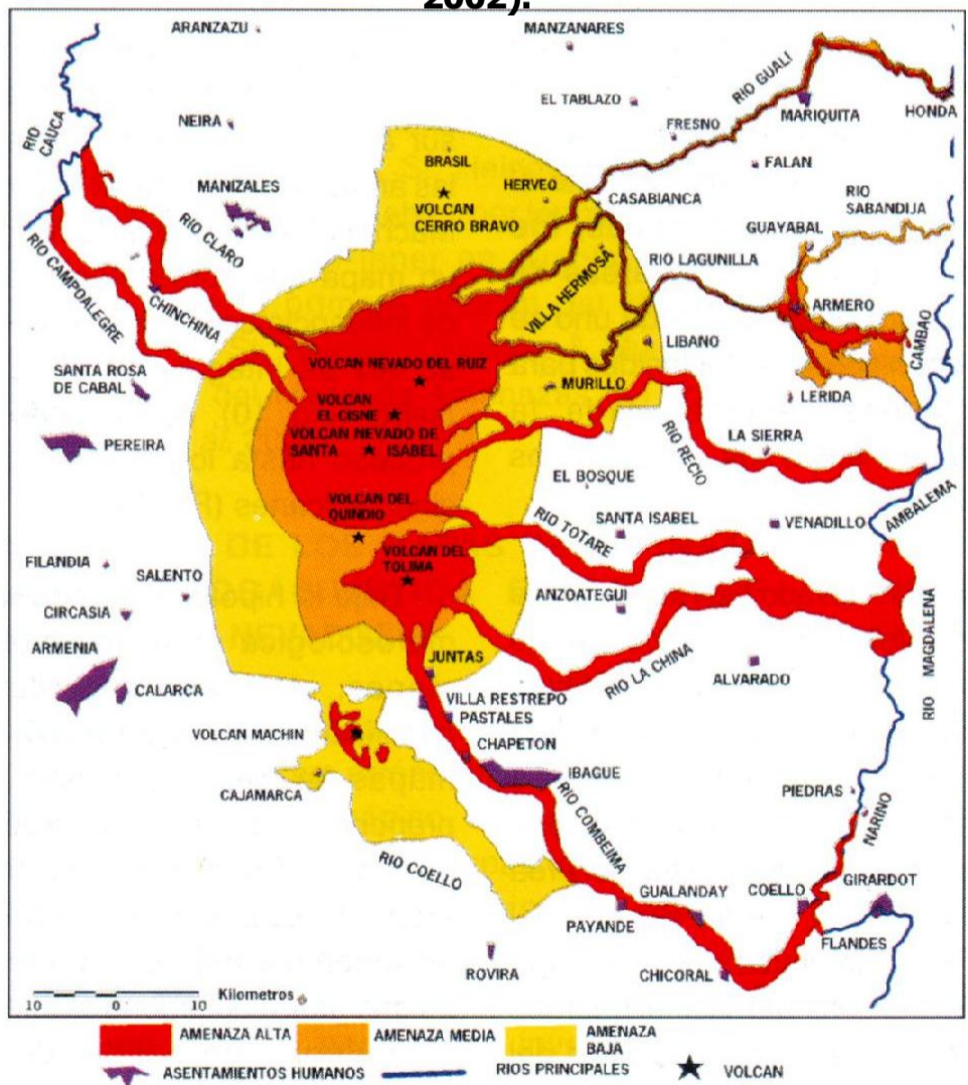 2002).
ARANZAZU
MANZANARES
EL TABLAZO
RIO GUALI
MARIQUITA
HONDA
NEIRA
FRESNO
FALAN
RIO CAUCA
BRASIL
HERVEO
CASABIANCA
RIO SABANDIJA
MANIZALES
VOLCAN CERRO BRAVO
GUAYABAL
RIO CLARO
RIO LAGUNILLA
RIO CAMPOALEGRE
VILLA HERMOSA
ARMERO
CHINCHINA
LIBANO
CAMBAO
VOLCAN NEVADO DEL RUIZ
SANTA ROSA DE CABAL
MURILLO
LERIDA
VOLCAN EL CISNE
PEREIRA
VOLCAN NEVADO DE SANTA ISABEL
RIO RECIO
LA SIERRA
EL BOSQUE
VOLCAN DEL QUINDIO
RIO TOTARE
SANTA ISABEL
VENADILLO
AMBALEMA
FILANDIA
SALENTO
VOLCAN DEL TOLIMA
ANZOATEGUI
CIRCASIA
ARMENIA
JUNTAS
RIO LA CHINA
ALVARADO
RIO MAGDALENA
CALARCA
VILLA RESTREPO
PASTALES
VOLCAN MACHIN
CHAPETON
IBAGUE
CAJAMARCA
PIEDRAS
NARINO
RIO COMBEIMA
RIO COELLO
GUALANDAY
COELLO
GIRARDOT
PAYANDE
FLANDES
ROVIRA
CHICORAL
10 0 10 Kilometros
AMENAZA ALTA
AMENAZA MEDIA
AMENAZA BAJA
ASENTAMIENTOS HUMANOS
RIOS PRINCIPALES
VOLCAN